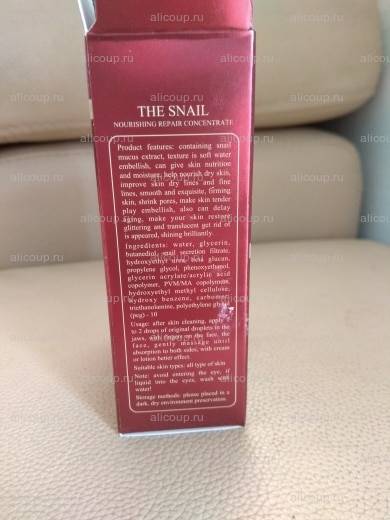 THE SNAIL
NOURISHING REPAIR CONCENTRATE
Product features: containing snail
mucus extract, texture is soft water
embellish, can give skin nutrition
and moisture, help nourish dry skin,
improve skin dry lines and fine
lines, smooth and exquisite, firming
skin, shrink pores, make skin tender
play embellish, also can delay
aging, make your skin restore
glittering and translucent get rid of
is appeared, shining brilliantly.
Ingredients: water, glycerin,
butanediol, snail secretion filtrate,
hydroxyethyl urea, beta glucan,
propylene glycol, phenoxyethanol,
glycerin acrylate/acrylic acid
copolymer, PVM/MA copolymer,
hydroxyethyl methyl cellulose,
hydroxy benzene, carbomer,
triethanolamine, polyethylene
(peg) - 10
Usage: after skin cleaning, apply
to 2 drops of original droplets in the
jaws, with fingers on the face, the
face, gently massage until
absorption to both sides, with cream
or lotion better effect.
Suitable skin types: all type of skin
Note: avoid entering the eye, if
liquid into the eyes, wash with
water!
Storage methods: please placed in a
dark, dry environment preservation.
alicoup.ru